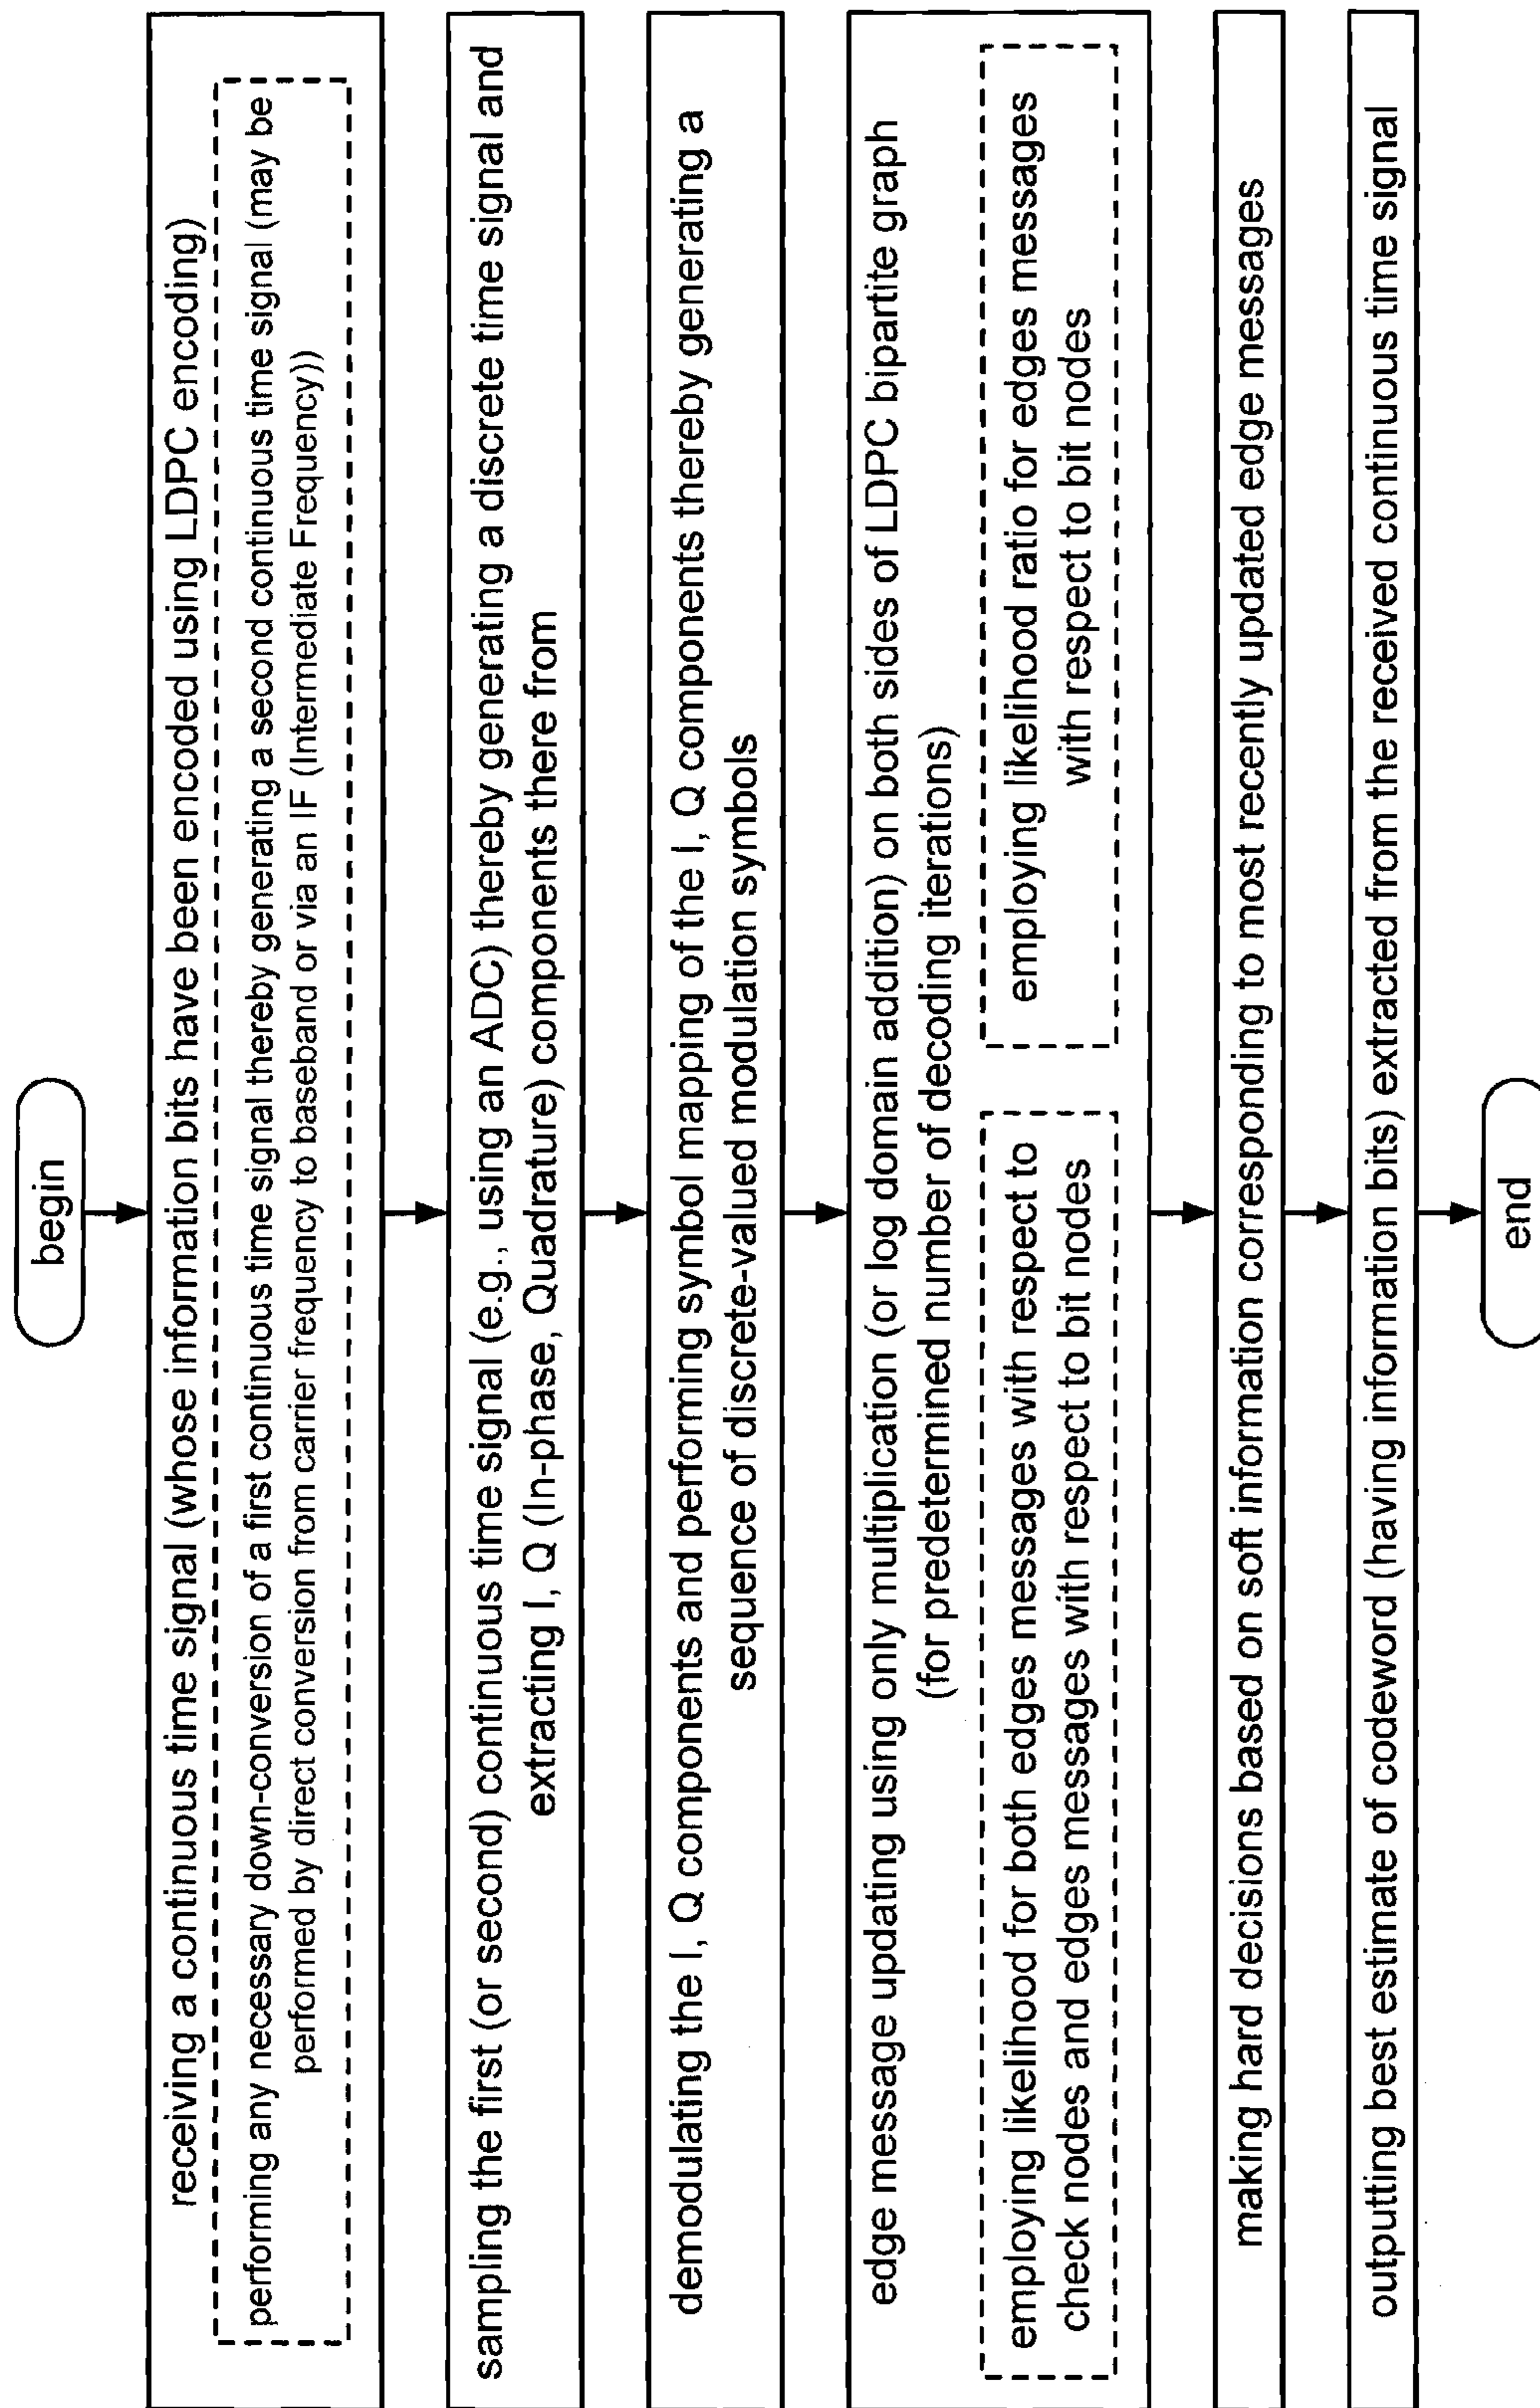 begin
receiving a continuous time signal (whose information bits have been encoded using LDPC encoding)
performing any necessary down-conversion of a first continuous time signal thereby generating a second continuous time signal (may be
performed by direct conversion from carrier frequency to baseband or via an IF (Intermediate Frequency))
sampling the first (or second) continuous time signal (e.g., using an ADC) thereby generating a discrete time signal and
extracting I, Q (In-phase, Quadrature) components there from
demodulating the I, Q components and performing symbol mapping of the I, Q components thereby generating a
sequence of discrete-valued modulation symbols
edge message updating using only multiplication (or log domain addition) on both sides of LDPC bipartite graph
(for predetermined number of decoding iterations)
employing likelihood for both edges messages with respect to
check nodes and edges messages with respect to bit nodes
employing likelihood ratio for edges messages
with respect to bit nodes
making hard decisions based on soft information corresponding to most recently updated edge messages
outputting best estimate of codeword (having information bits) extracted from the received continuous time signal
end